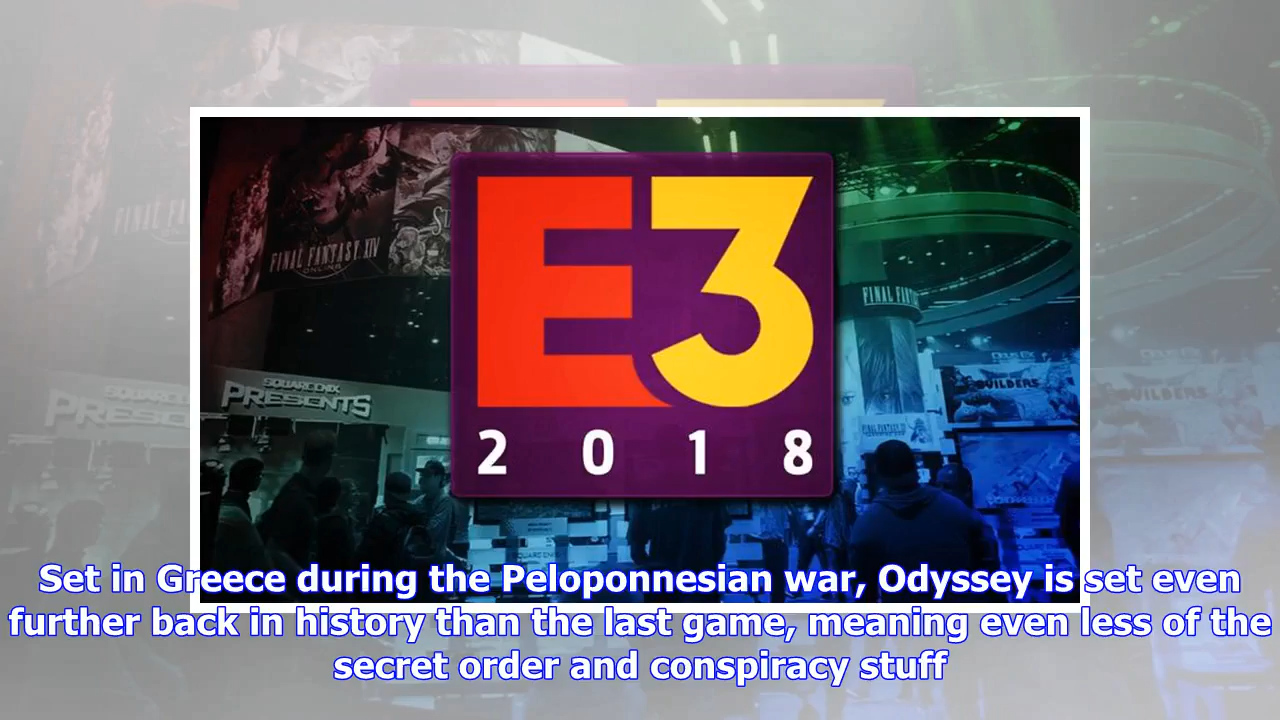 FINAL FANTASY XIV
ONLINE
FINAL FANTA
SQUARE ENIX
PRESENTS
E3
2018
BUILDERS
Set in Greece during the Peloponnesian war, Odyssey is set even
further back in history than the last game, meaning even less of the
secret order and conspiracy stuff